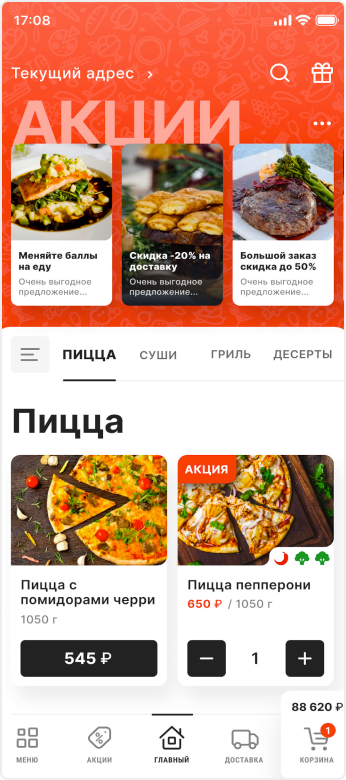 17:08
Текущий адрес
АКЦИИ
Меняйте баллы
на еду
Очень выгодное
предложение...
Скидка -20% на
доставку
Очень выгодное
предложение...
Большой заказ
скидка до 50%
Очень выгодное
предложение...
ПИЦЦА
СУШИ
ГРИЛЬ
ДЕСЕРТЫ
Пицца
Пицца с
помидорами черри
1050 г
545 ₽
АКЦИЯ
Пицца пепперони
650 ₽ / 1050 г
1
88 620 ₽
1
МЕНЮ
АКЦИИ
ГЛАВНЫЙ
ДОСТАВКА
КОРЗИНА